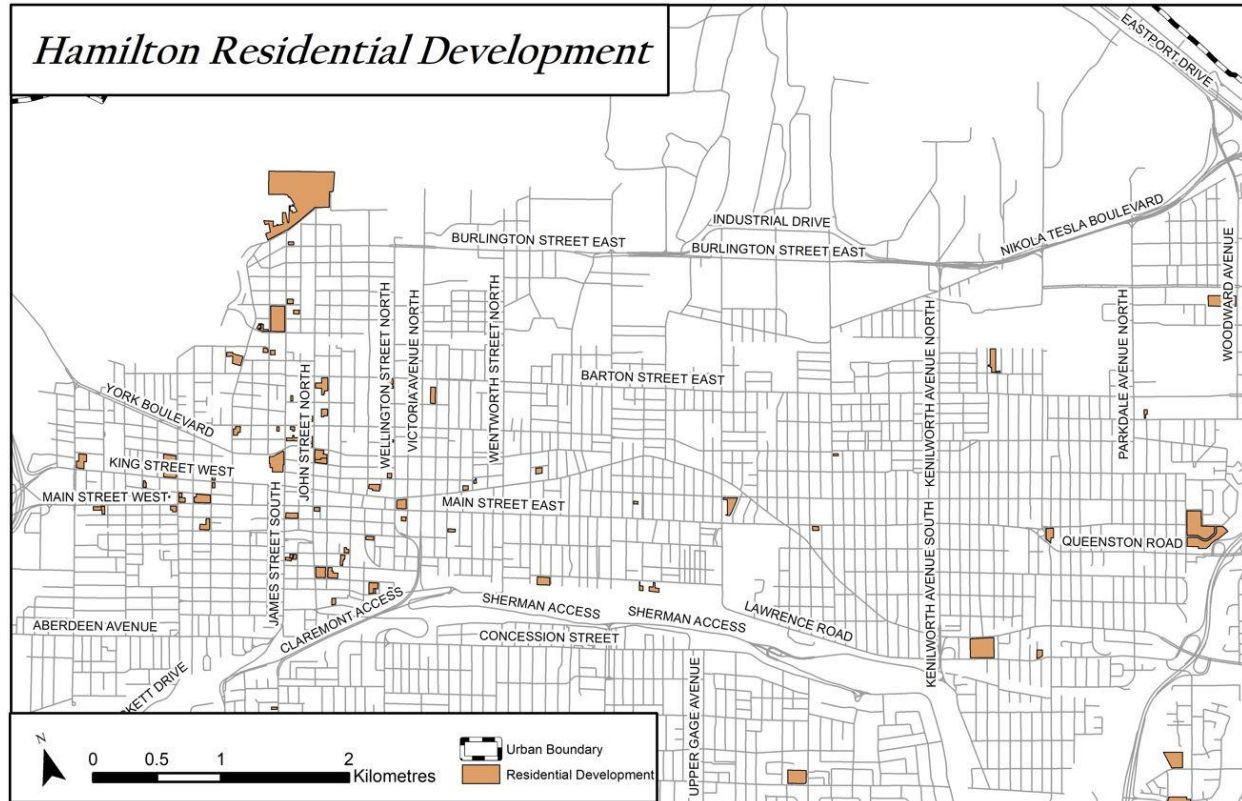 Hamilton Residential Development
EASTPORT DRIVE
INDUSTRIAL DRIVE
NIKOLA TESLA BOULEVARD
BURLINGTON STREET EAST
BURLINGTON STREET EAST
WOODWARD AVENUE
PARKDALE AVENUE NORTH
KENILWORTH AVENUE NORTH
WELLINGTON STREET NORTH
VICTORIA AVENUE NORTH
WENTWORTH STREET NORTH
JOHN STREET NORTH
BARTON STREET EAST
YORK BOULEVARD
KING STREET WEST
MAIN STREET WEST
MAIN STREET EAST
JAMES STREET SOUTH
QUEENSTON ROAD
KENILWORTH AVENUE SOUTH
CLAREMONT ACCESS
SHERMAN ACCESS
SHERMAN ACCESS
LAWRENCE ROAD
ABERDEEN AVENUE
CONCESSION STREET
UPPER GAGE AVENUE
KETT DRIVE
N
0 0.5 1 2
Kilometres
Urban Boundary
Residential Development